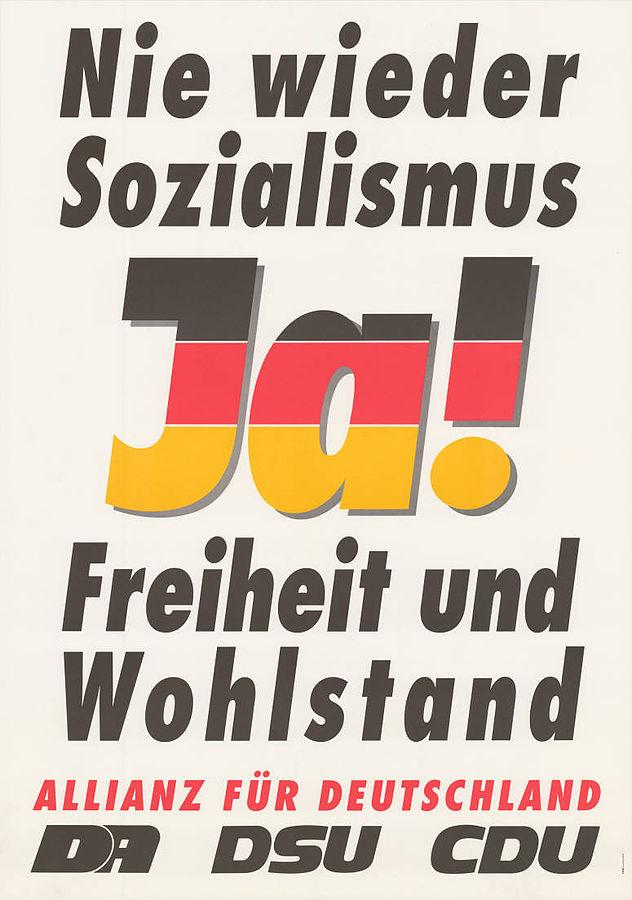 Nie wieder
Sozialismus
Ja!
Freiheit und
Wohlstand
ALLIANZ FÜR DEUTSCHLAND
DA DSU CDU